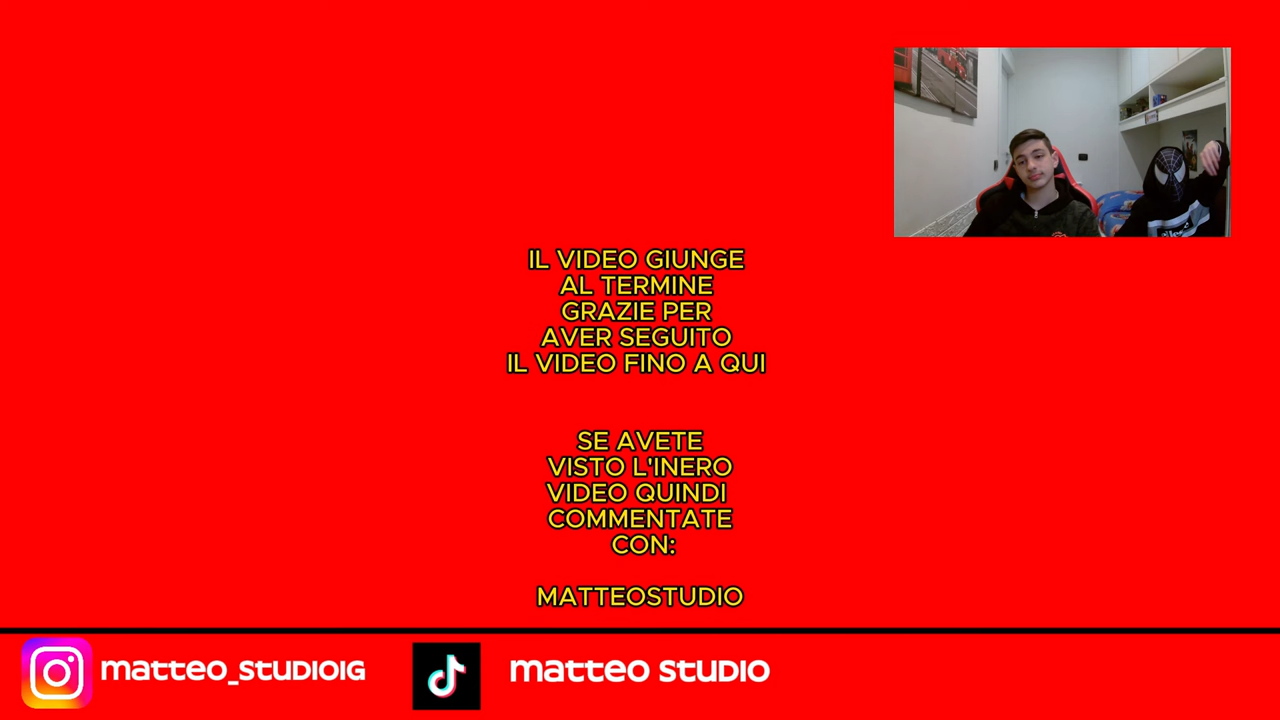 IL VIDEO GIUNGE
AL TERMINE
GRAZIE PER
AVER SEGUITO
IL VIDEO FINO A QUI
SE AVETE
VISTO L'INERO
VIDEO QUINDI
COMMENTATE
CON:
MATTEOSTUDIO
matteo_studioig
matteo studio